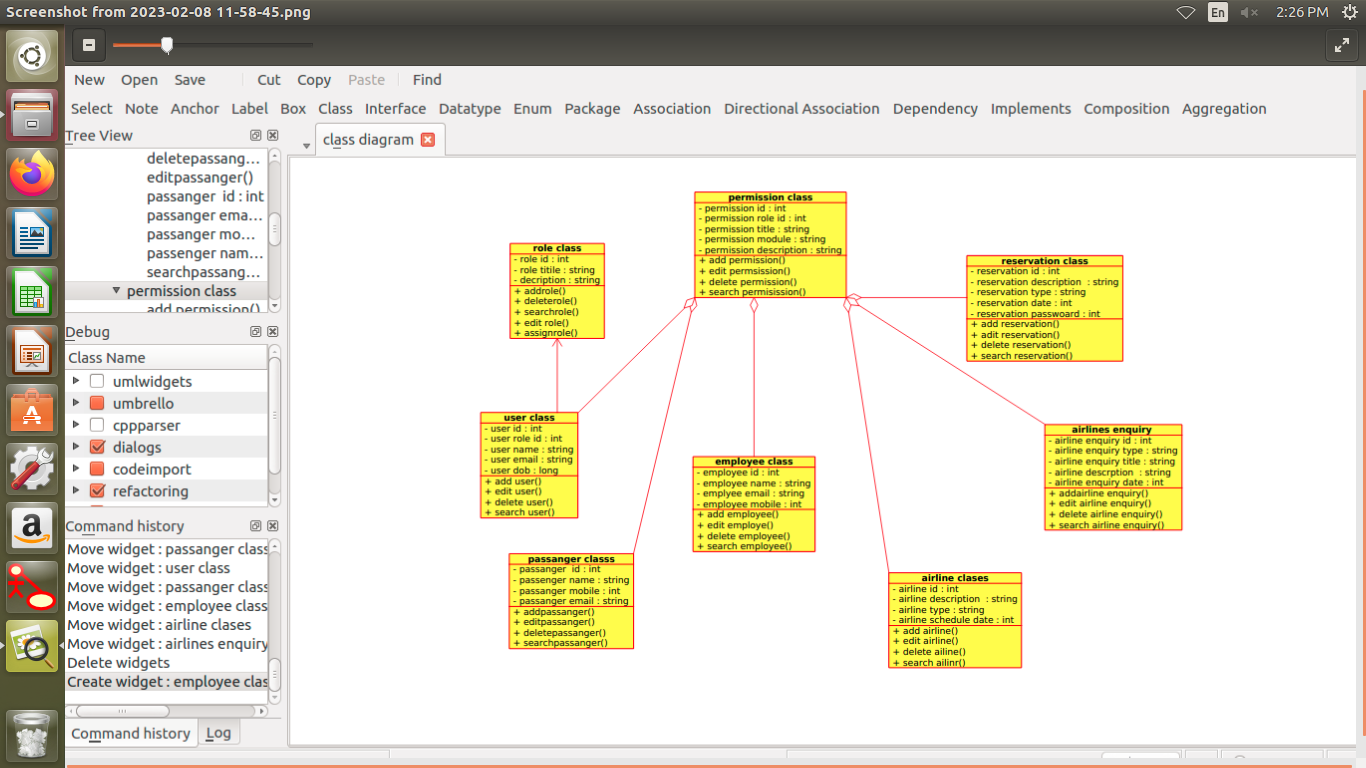 Screenshot from 2023-02-08 11-58-45.png
En
2:26 PM
New Open Save Cut Copy Paste Find
Select Note Anchor Label Box Class Interface Datatype Enum Package Association Directional Association Dependency Implements Composition Aggregation
Tree View
deletepassang...
editpassanger()
passanger id : int
passanger ema...
passanger mo...
passenger nam...
searchpassang...
permission class
add permission()
Debug
Class Name
umlwidgets
umbrello
cppparser
dialogs
codeimport
refactoring
Command history
Move widget : passanger class
Move widget : user class
Move widget : passanger class
Move widget : employee class
Move widget : airline clases
Move widget : airlines enquiry
Delete widgets
Create widget : employee clas
Command history
Log
class diagram
permission class
- permission id : int
- permission role id : int
- permission title : string
- permission module : string
- permission description : string
+ add permission()
+ edit permsission()
+ delete permission()
+ search permisission()
role class
- role id : int
- role titile : string
- decription : string
+ addrole()
+ deleterole()
+ searchrole()
+ edit role()
+ assignrole()
reservation class
- reservation id : int
- reservation description : string
- reservation type : string
- reservation date : int
- reservation passwoard : int
+ add reservation()
+ adit reservation()
+ delete reservation()
+ search reservation()
user class
- user id : int
- user role id : int
- user name : string
- user email : string
- user dob : long
+ add user()
+ edit user()
+ delete user()
+ search user()
employee class
- employee id : int
- employee name : string
- emplyee email : string
- employee mobile : int
+ add employee()
+ edit employe()
+ delete employee()
+ search employee()
airlines enquiry
- airline enquiry id : int
- airline enquiry type : string
- airline enquiry title : string
- airline descrption : string
- airline enquiry date : int
+ addairline enquiry()
+ edit airline enquiry()
+ delete airline enquiry()
+ search airline enquiry()
passanger classs
- passanger id : int
- passenger name : string
- passanger mobile : int
- passanger email : string
+ addpassanger()
+ editpassanger()
+ deletepassanger()
+ searchpassanger()
airline clases
- airline id : int
- airline description : string
- airline type : string
- airline schedule date : int
+ add airline()
+ edit airline()
+ delete ailine()
+ search ailinr()